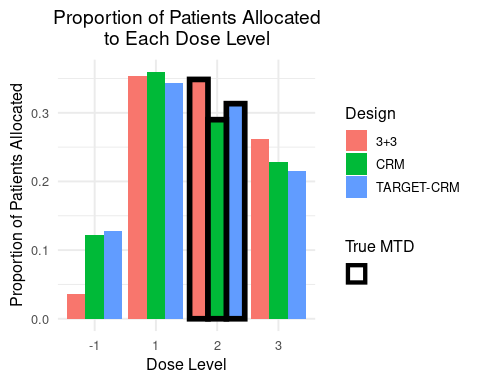 Proportion of Patients Allocated
to Each Dose Level
Proportion of Patients Allocated
0.3
0.2
0.1
0.0
-1
1
2
3
Dose Level
Design
3+3
CRM
TARGET-CRM
True MTD